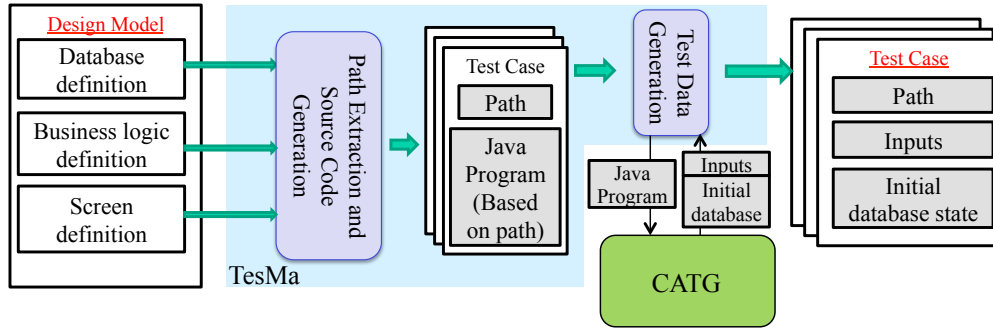 Design Model
Database
definition
Business logic
definition
Screen
definition
TesMa
Path Extraction and
Source Code
Generation
Test Case
Path
Java
Program
(Based
on path)
Test Data
Generation
Java
Program
Inputs
Initial
database
CATG
Test Case
Path
Inputs
Initial
database state